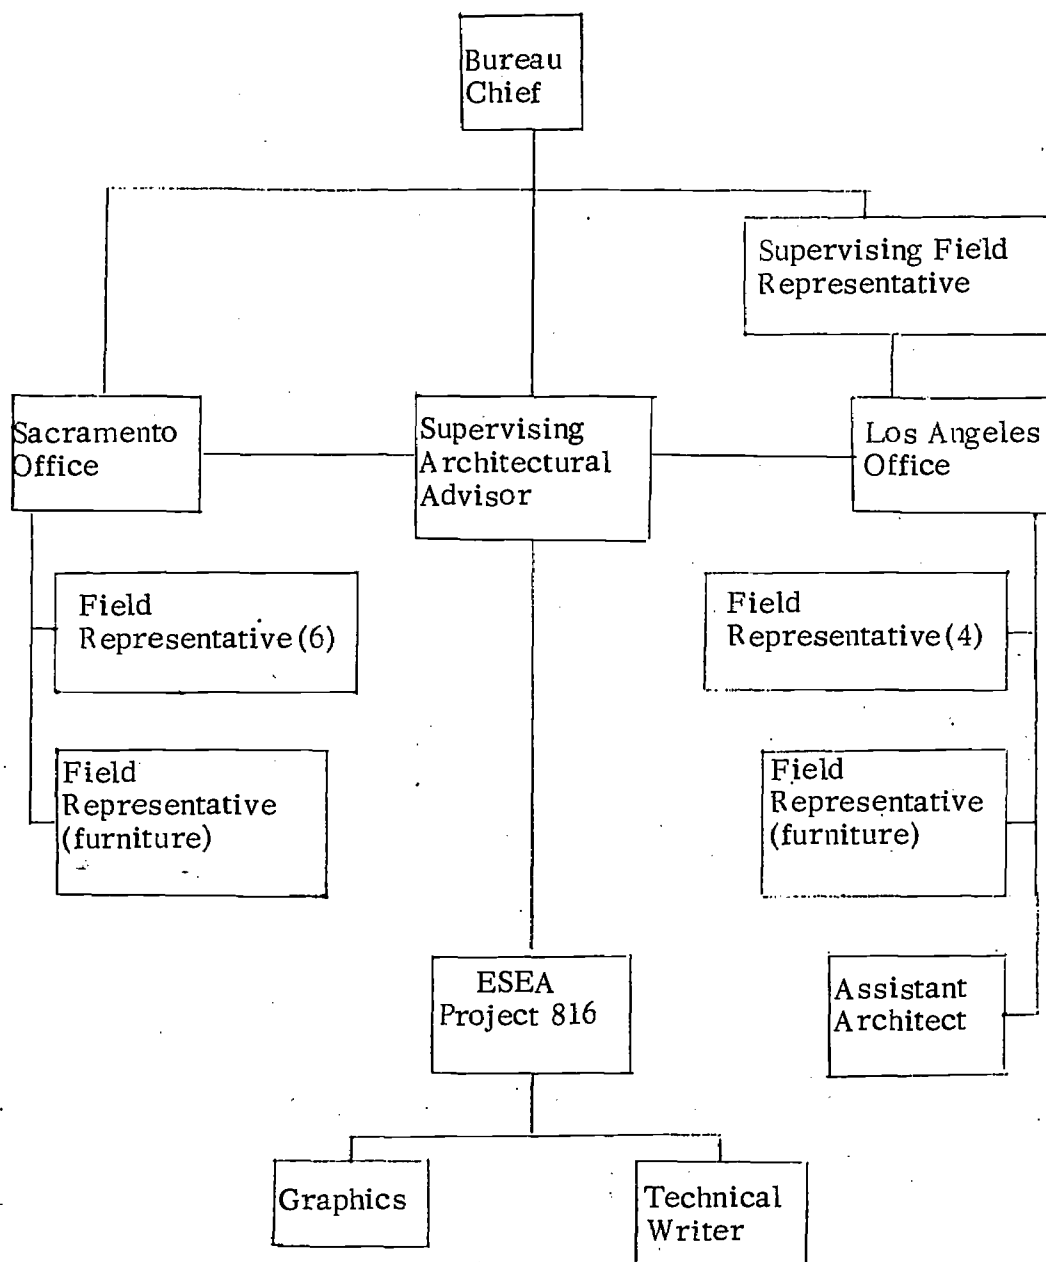 Bureau
Chief
Supervising Field
Representative
Sacramento
Office
Supervising
Architectural
Advisor
Los Angeles
Office
Field
Representative (6)
Field
Representative (4)
Field
Representative
(furniture)
Field
Representative
(furniture)
ESEA
Project 816
Assistant
Architect
Graphics
Technical
Writer